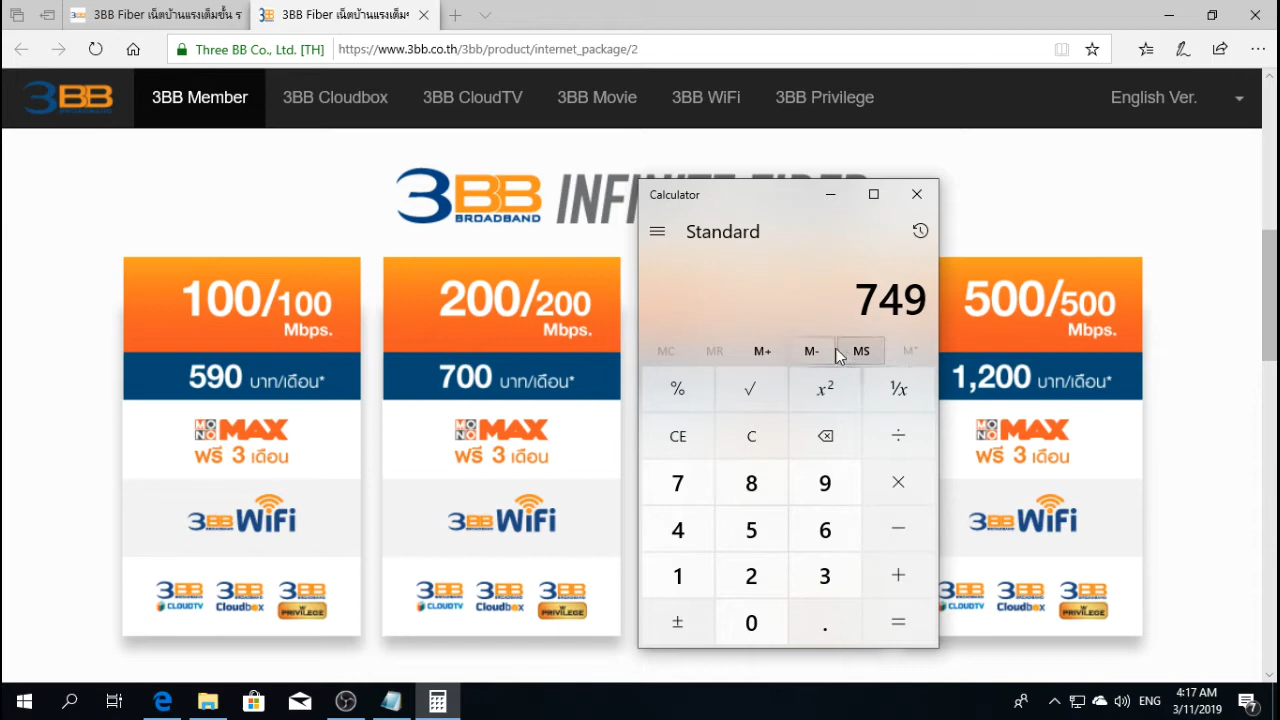 3BB Fiber เน็ตบ้านแรงเต็มขั้น ร
3BB Fiber เน็ตบ้านแรงเต็มข
Three BB Co., Ltd. [TH]
https://www.3bb.co.th/3bb/product/internet_package/2
3BB
3BB Member
3BB Cloudbox
3BB CloudTV
3BB Movie
3BB WiFi
3BB Privilege
English Ver.
3BB BROADBAND
100/100
Mbps.
590 บาท/เดือน*
MONO MAX
ฟรี 3 เดือน
3BB WiFi
3BB CLOUDTV
3BB Cloudbox
3BB PRIVILEGE
200/200
Mbps.
700 บาท/เดือน*
MONO MAX
ฟรี 3 เดือน
3BB WiFi
3BB CLOUDTV
3BB Cloudbox
3BB PRIVILEGE
Calculator
Standard
749
MC MR M+ M- MS M˅
% √ x² ¹/x
CE C ⌫ ÷
7 8 9 ×
4 5 6 −
1 2 3 +
± 0 . =
500/500
Mbps.
1,200 บาท/เดือน*
MONO MAX
ฟรี 3 เดือน
3BB WiFi
3BB CLOUDTV
3BB Cloudbox
3BB PRIVILEGE
ENG
4:17 AM
3/11/2019
7